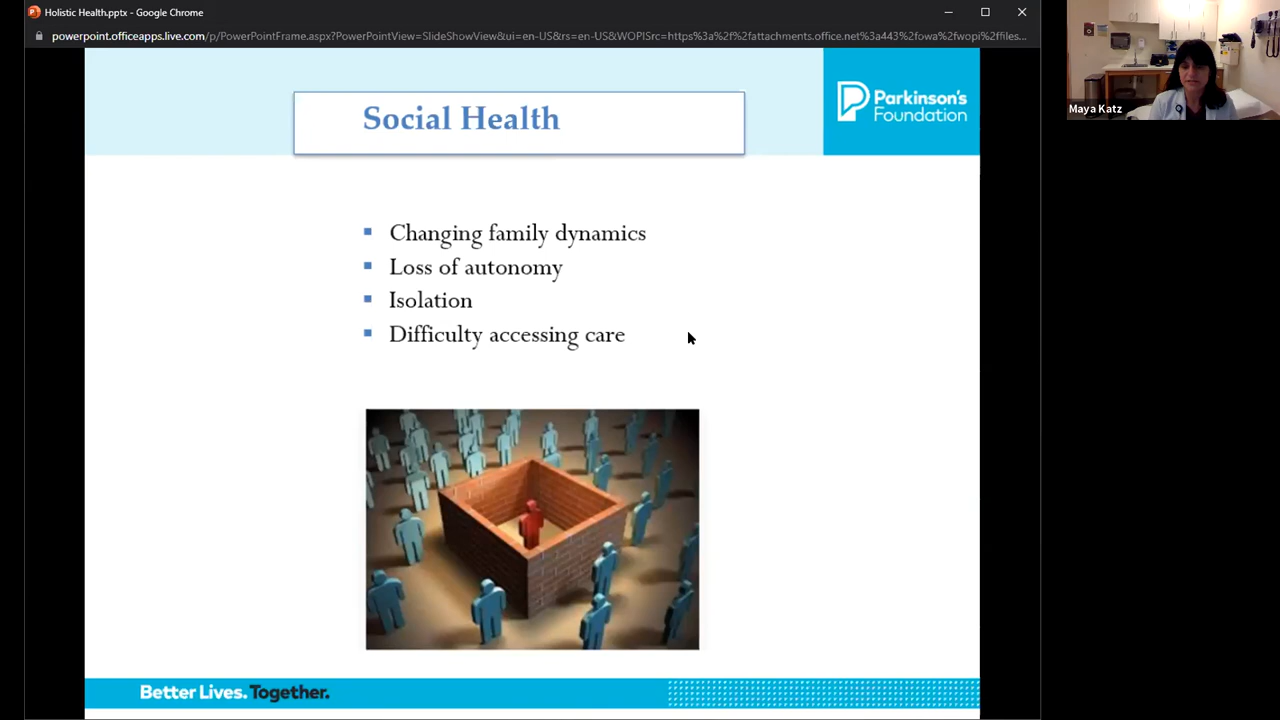 Holistic Health.pptx - Google Chrome
powerpoint.officeapps.live.com/p/PowerPointFrame.aspx?PowerPointView=SlideShowView&ui=en-US&rs=en-US&WOPISrc=https%3a%2f%2fattachments.office.net%3a443%2fowa%2fwopi%2ffiles...
Social Health
Parkinson's
Foundation
Maya Katz
▪ Changing family dynamics
▪ Loss of autonomy
▪ Isolation
▪ Difficulty accessing care
Better Lives. Together.